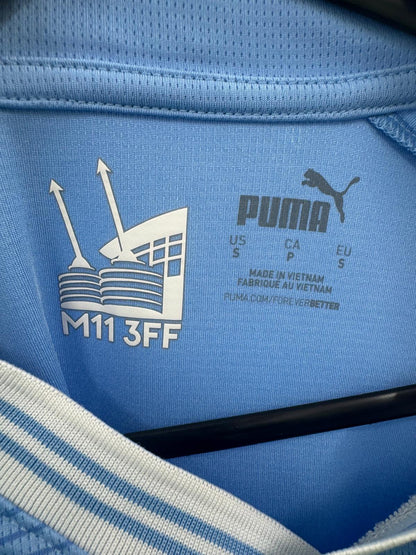 M11 3FF
PUMA
US CA EU
S P S
MADE IN VIETNAM
FABRIQUÉ AU VIETNAM
PUMA.COM/FOREVERBETTER